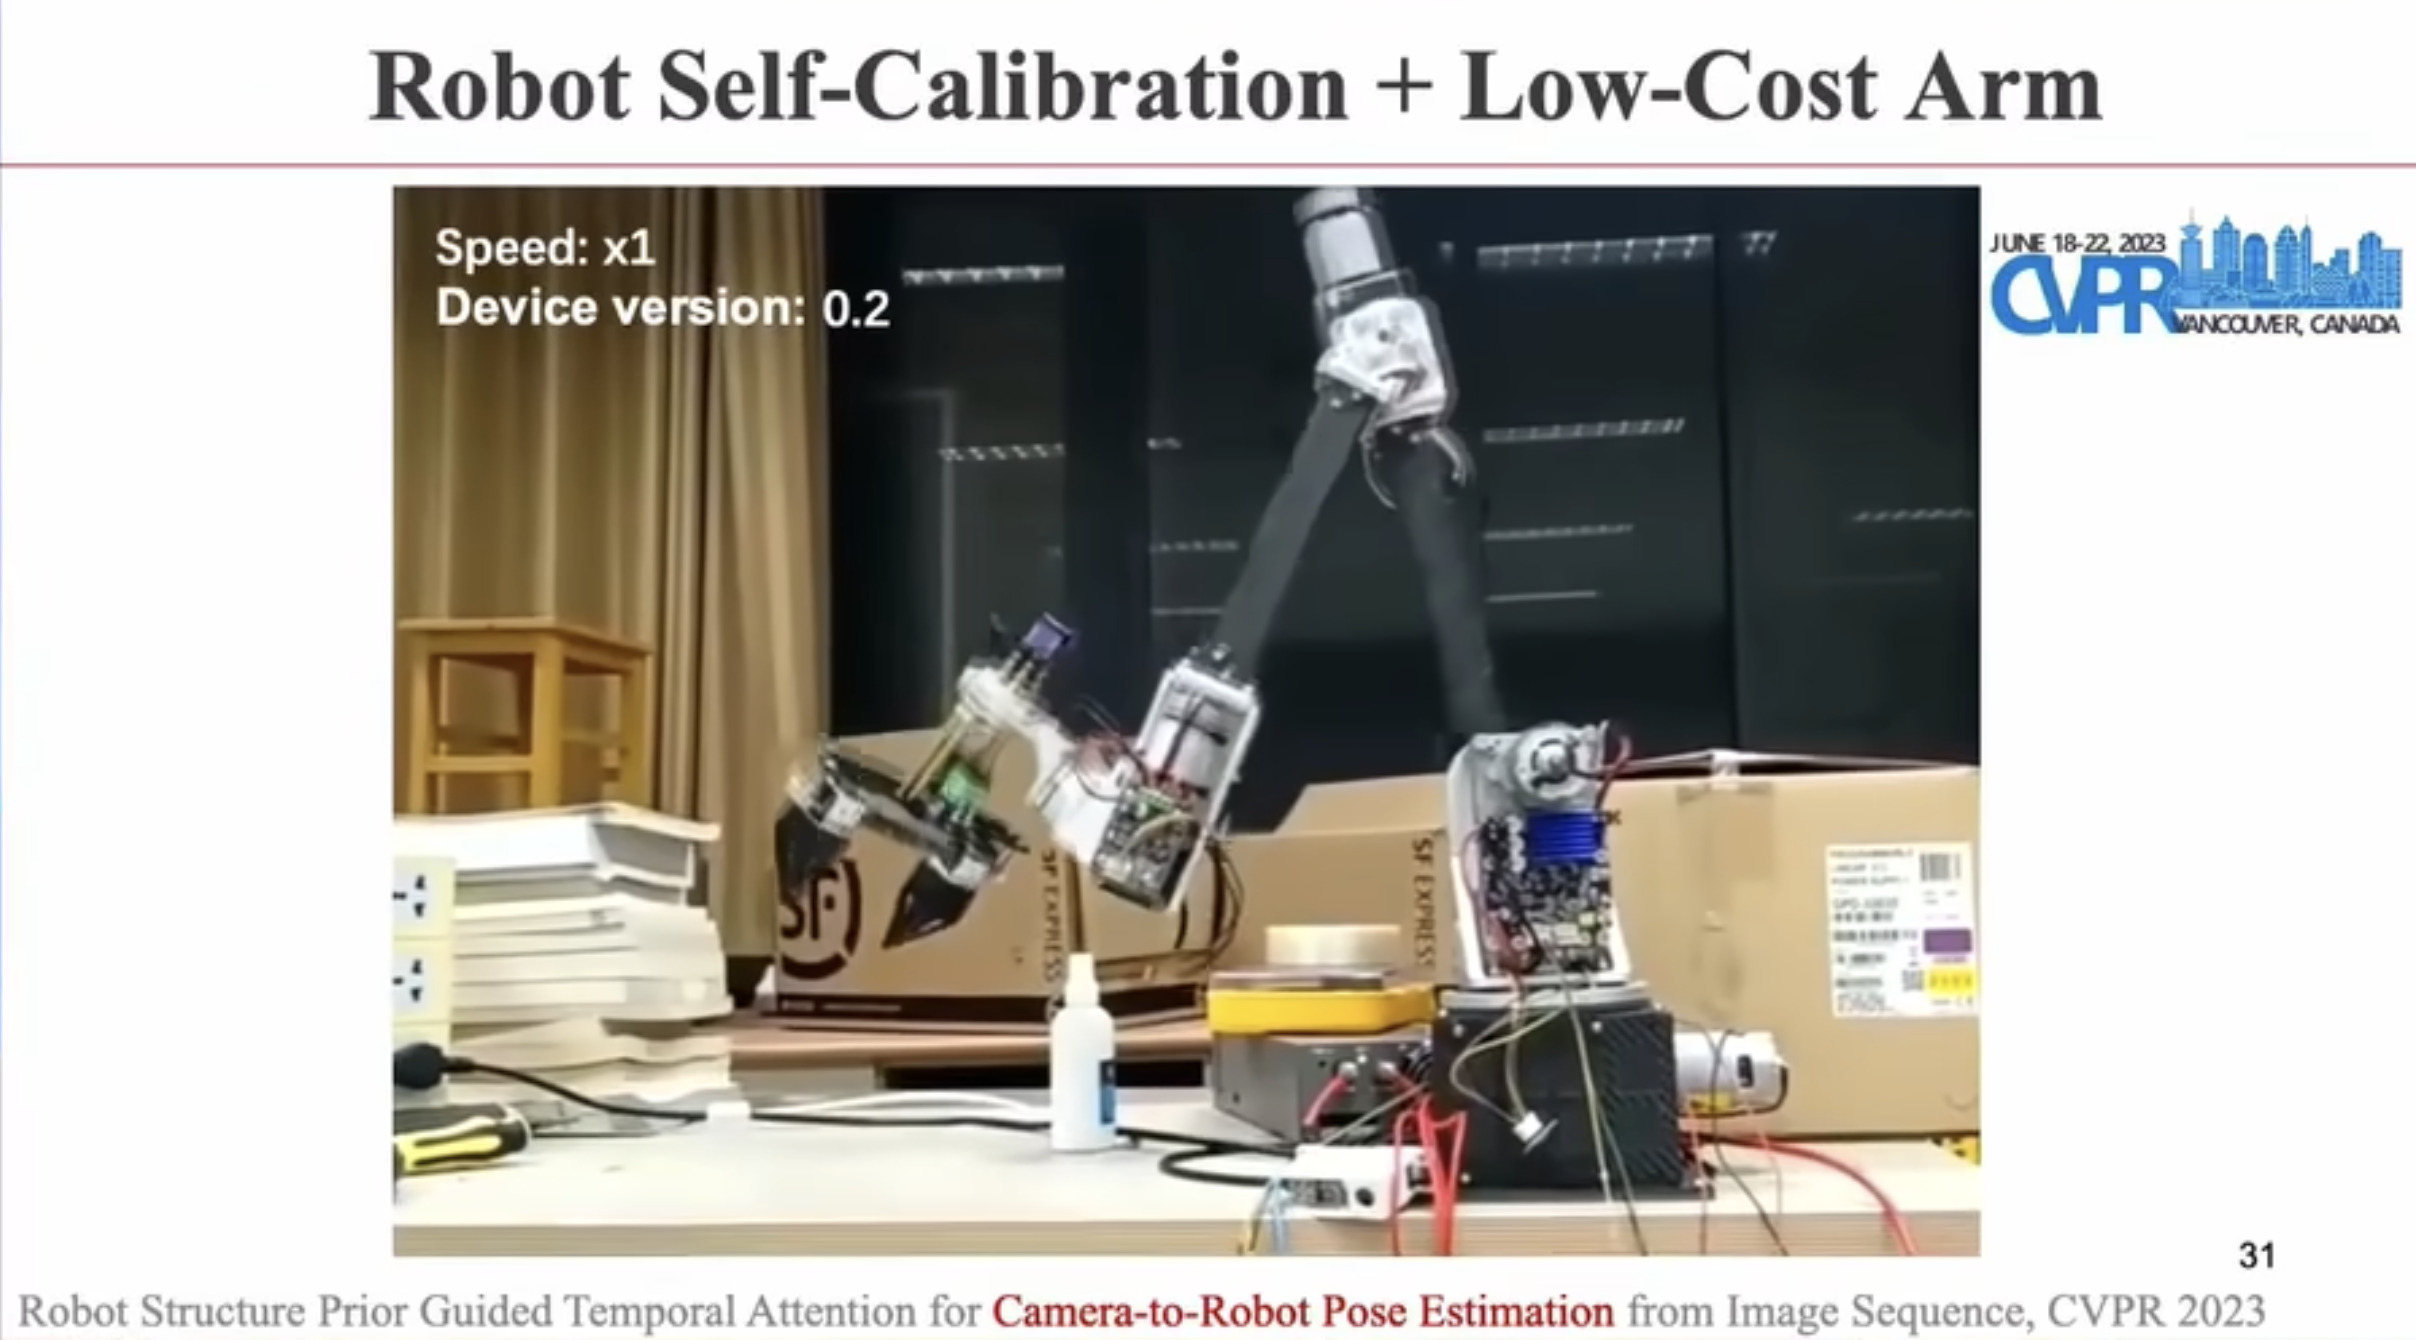 Robot Self-Calibration + Low-Cost Arm
Speed: x1
Device version: 0.2
JUNE 18-22, 2023
CVPR
VANCOUVER, CANADA
SF
SF EXPRESS
SF EXPRESS
31
Robot Structure Prior Guided Temporal Attention for Camera-to-Robot Pose Estimation from Image Sequence, CVPR 2023